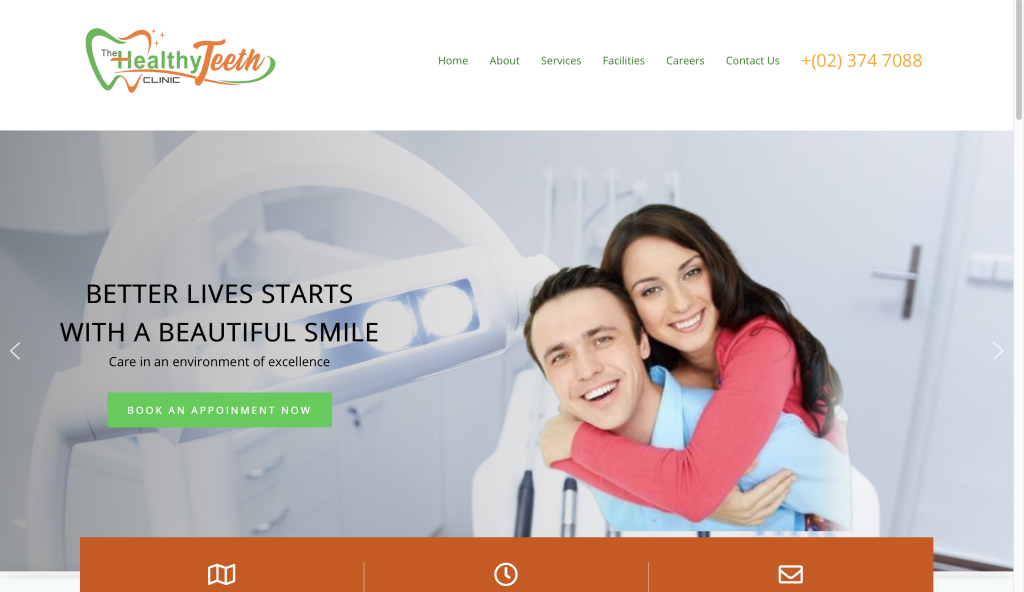 The Healthy Teeth
CLINIC
Home About Services Facilities Careers Contact Us +(02) 374 7088
BETTER LIVES STARTS
WITH A BEAUTIFUL SMILE
Care in an environment of excellence
BOOK AN APPOINMENT NOW